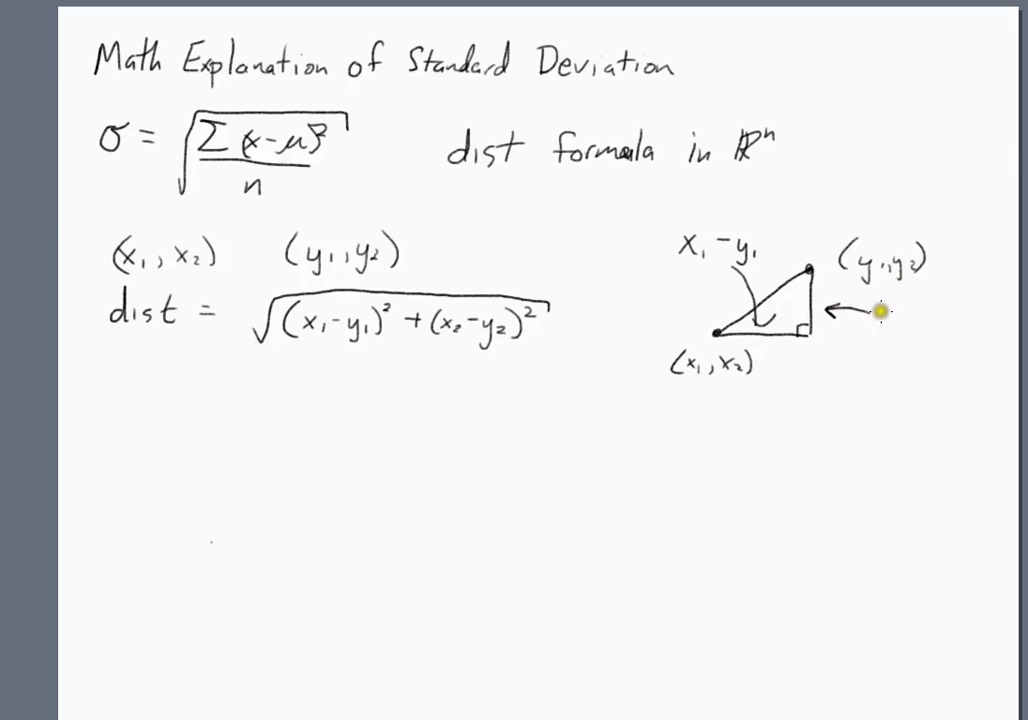 Math Explanation of Standard Deviation
σ = √(Σ(x-μ)²/n)
dist formula in ℝⁿ
(x₁, x₂) (y₁, y₂)
dist = √((x₁-y₁)² + (x₂-y₂)²)
x₁ - y₁
(y₁, y₂)
(x₁, x₂)